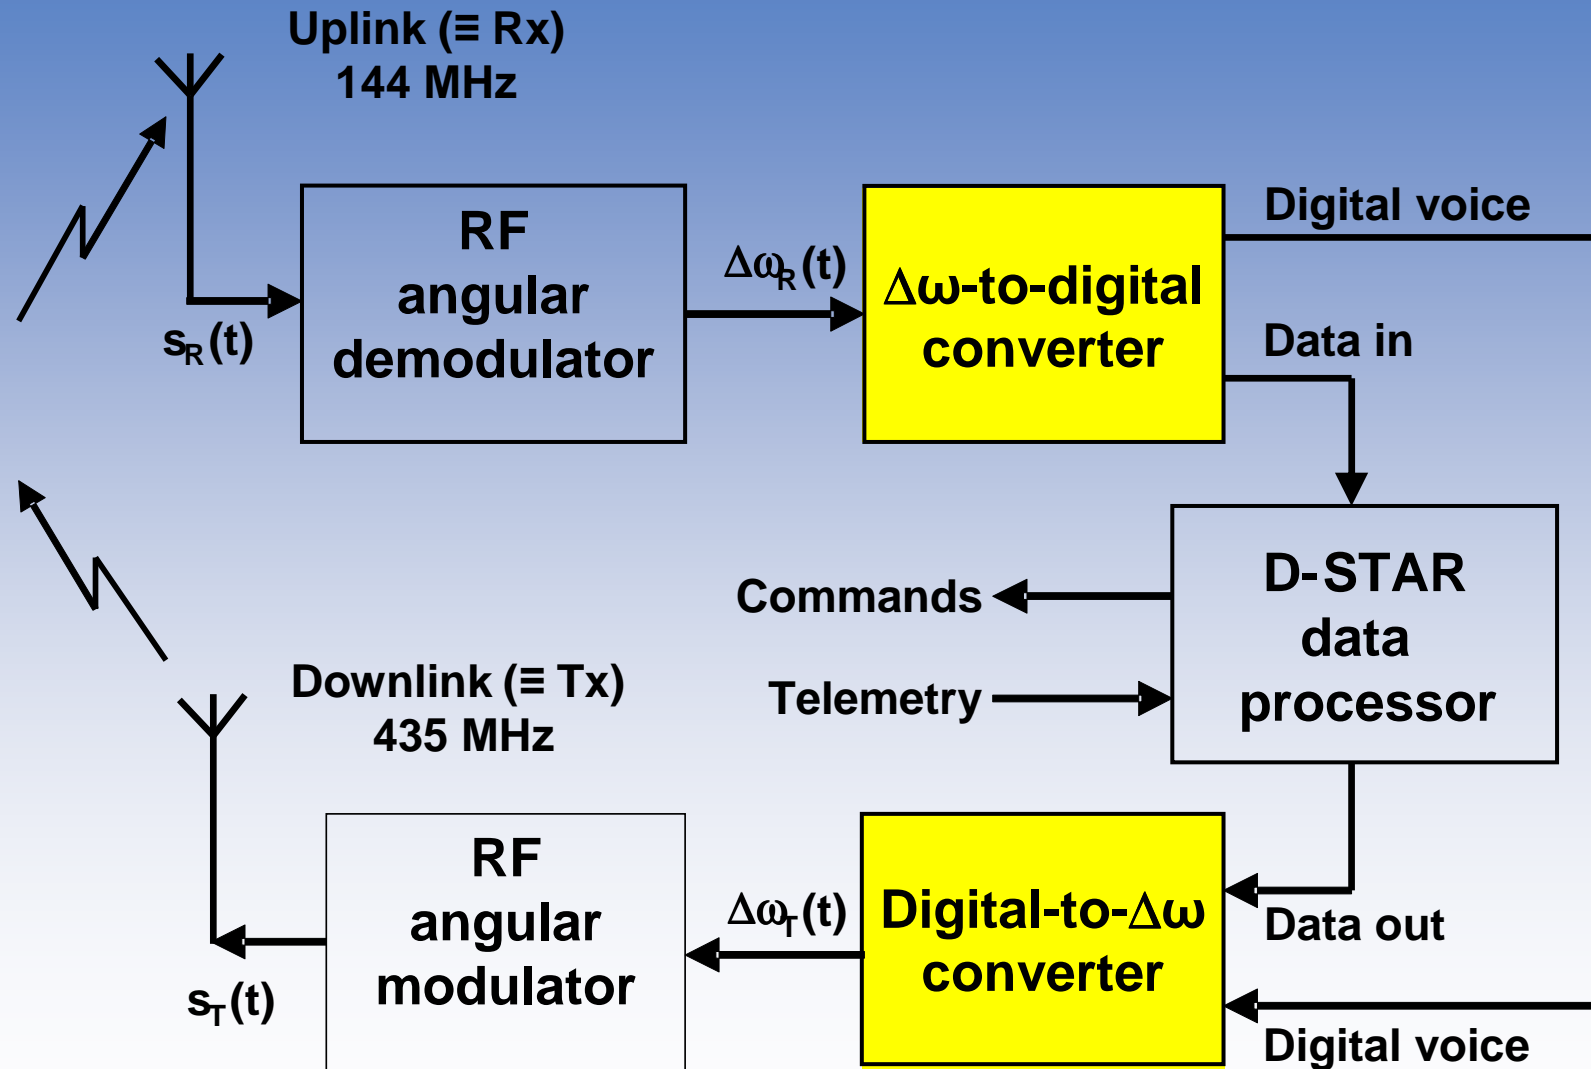 Uplink (≡ Rx)
144 MHz
RF
angular
demodulator
s_R(t)
Δω_R(t)
Δω-to-digital
converter
Digital voice
Data in
D-STAR
data
processor
Commands
Telemetry
Downlink (≡ Tx)
435 MHz
RF
angular
modulator
s_T(t)
Δω_T(t)
Digital-to-Δω
converter
Data out
Digital voice